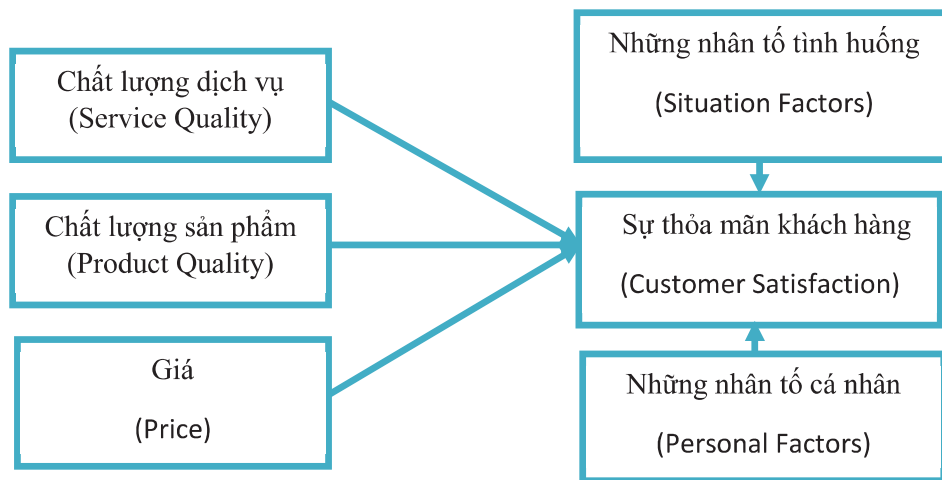 Chất lượng dịch vụ
(Service Quality)
Chất lượng sản phẩm
(Product Quality)
Giá
(Price)
Những nhân tố tình huống
(Situation Factors)
Sự thỏa mãn khách hàng
(Customer Satisfaction)
Những nhân tố cá nhân
(Personal Factors)